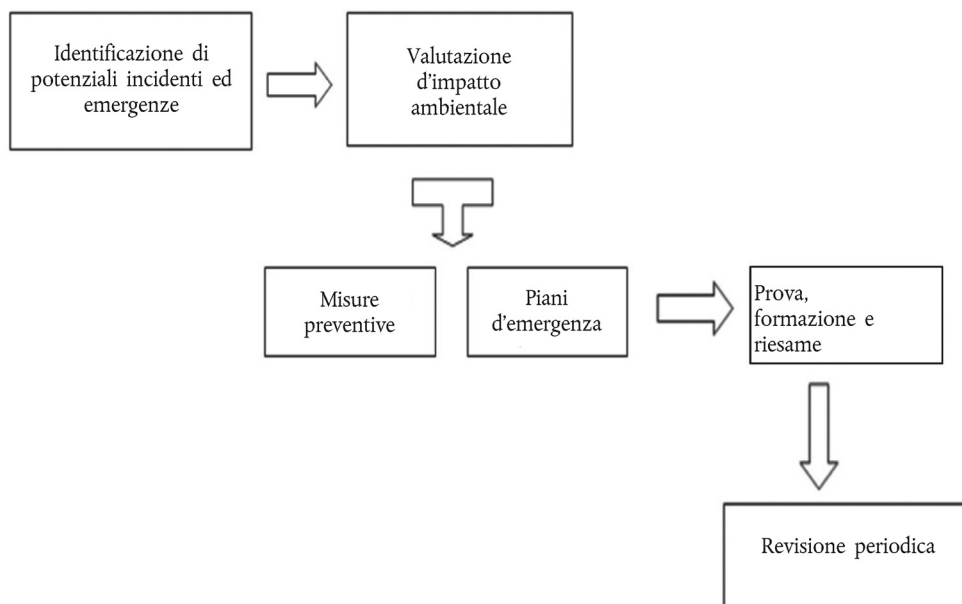 Identificazione di
potenziali incidenti ed
emergenze
Valutazione
d'impatto
ambientale
Misure
preventive
Piani
d'emergenza
Prova,
formazione e
riesame
Revisione periodica